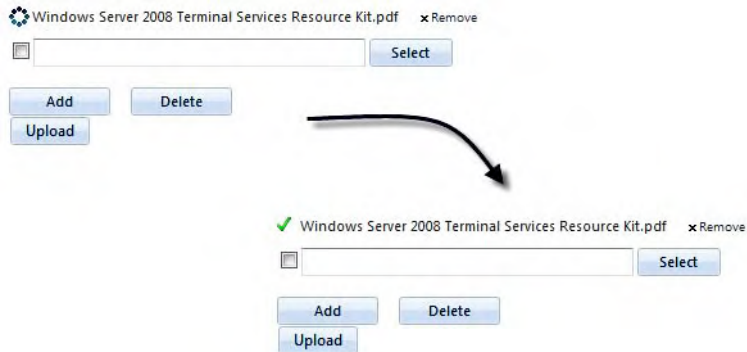 Windows Server 2008 Terminal Services Resource Kit.pdf × Remove
Select
Add Delete
Upload
Windows Server 2008 Terminal Services Resource Kit.pdf × Remove
Select
Add Delete
Upload